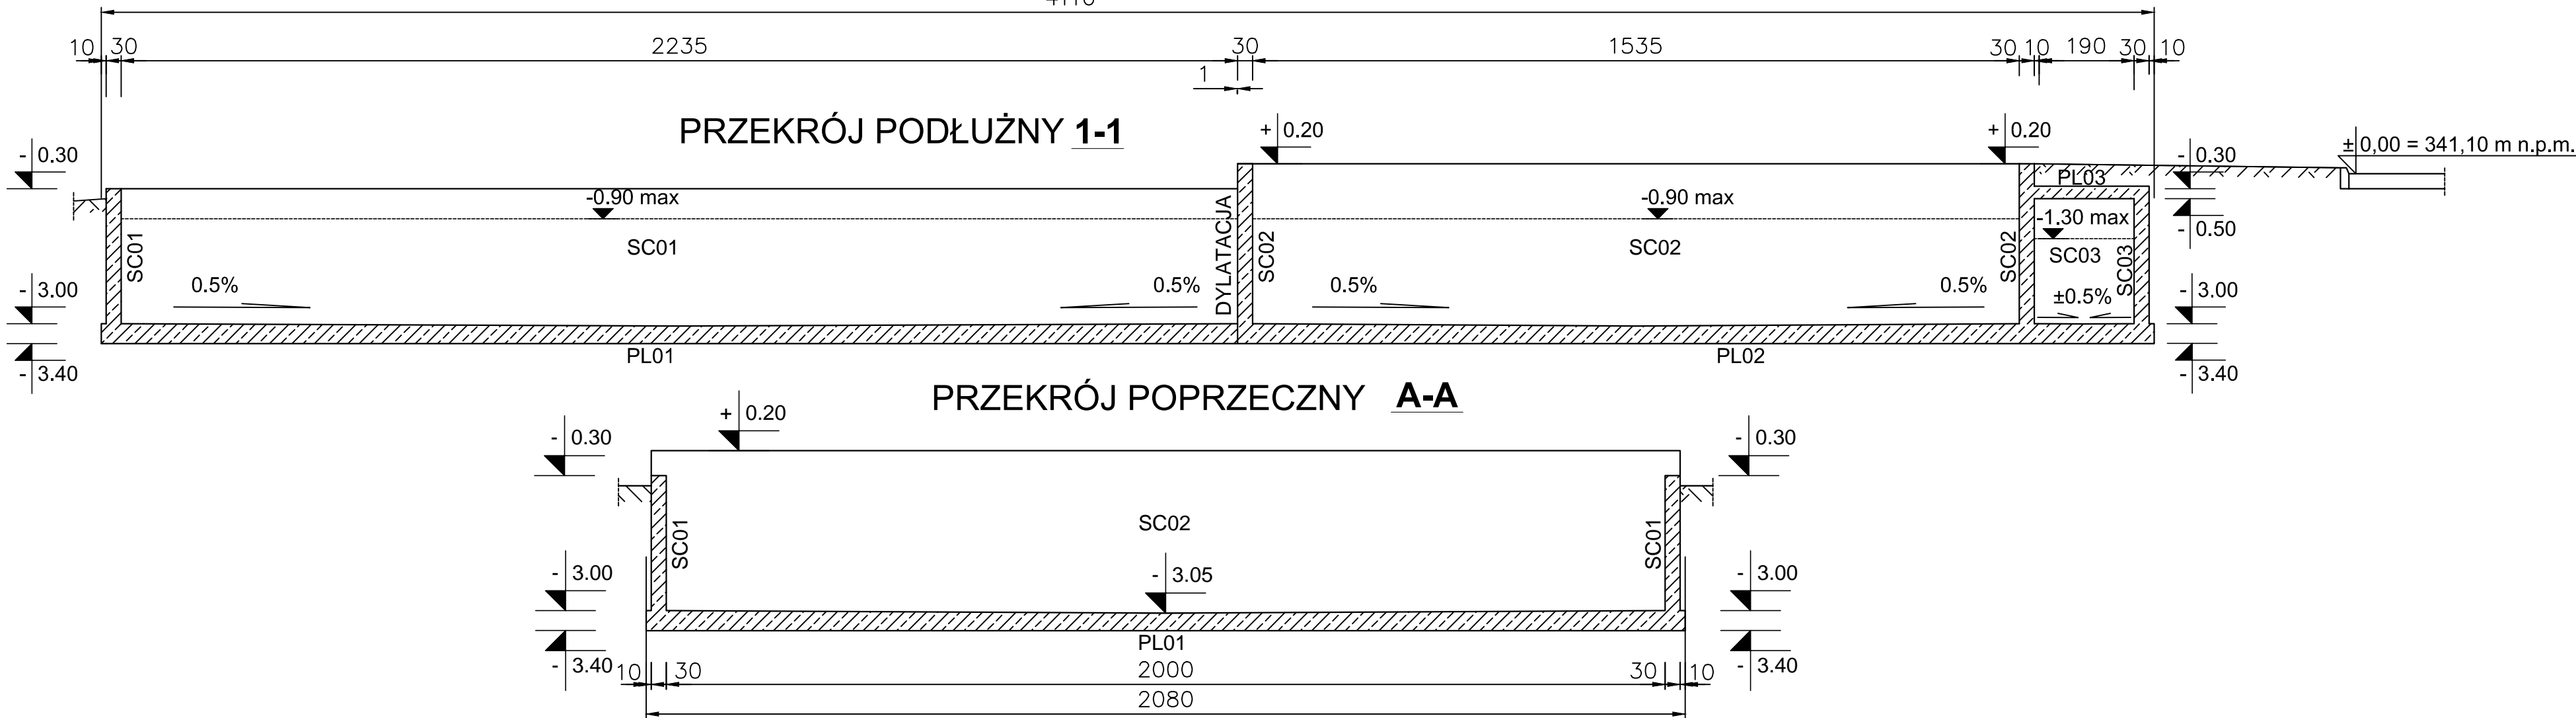 10 30 2235 30 1535 30 10 190 30 10
1
PRZEKRÓJ PODŁUŻNY 1-1
+ 0.20
+ 0.20
± 0,00 = 341,10 m n.p.m.
- 0.30
- 0.30
PL03
-0.90 max
-0.90 max
-1.30 max
- 0.50
SC01
SC01
DYLATACJA
SC02
SC02
SC02
SC03
SC03
0.5%
0.5%
0.5%
0.5%
±0.5%
- 3.00
- 3.00
PL01
PL02
- 3.40
- 3.40
PRZEKRÓJ POPRZECZNY A-A
+ 0.20
- 0.30
- 0.30
SC01
SC02
SC01
- 3.00
- 3.05
- 3.00
PL01
- 3.40
- 3.40
10 30 2000 30 10
2080